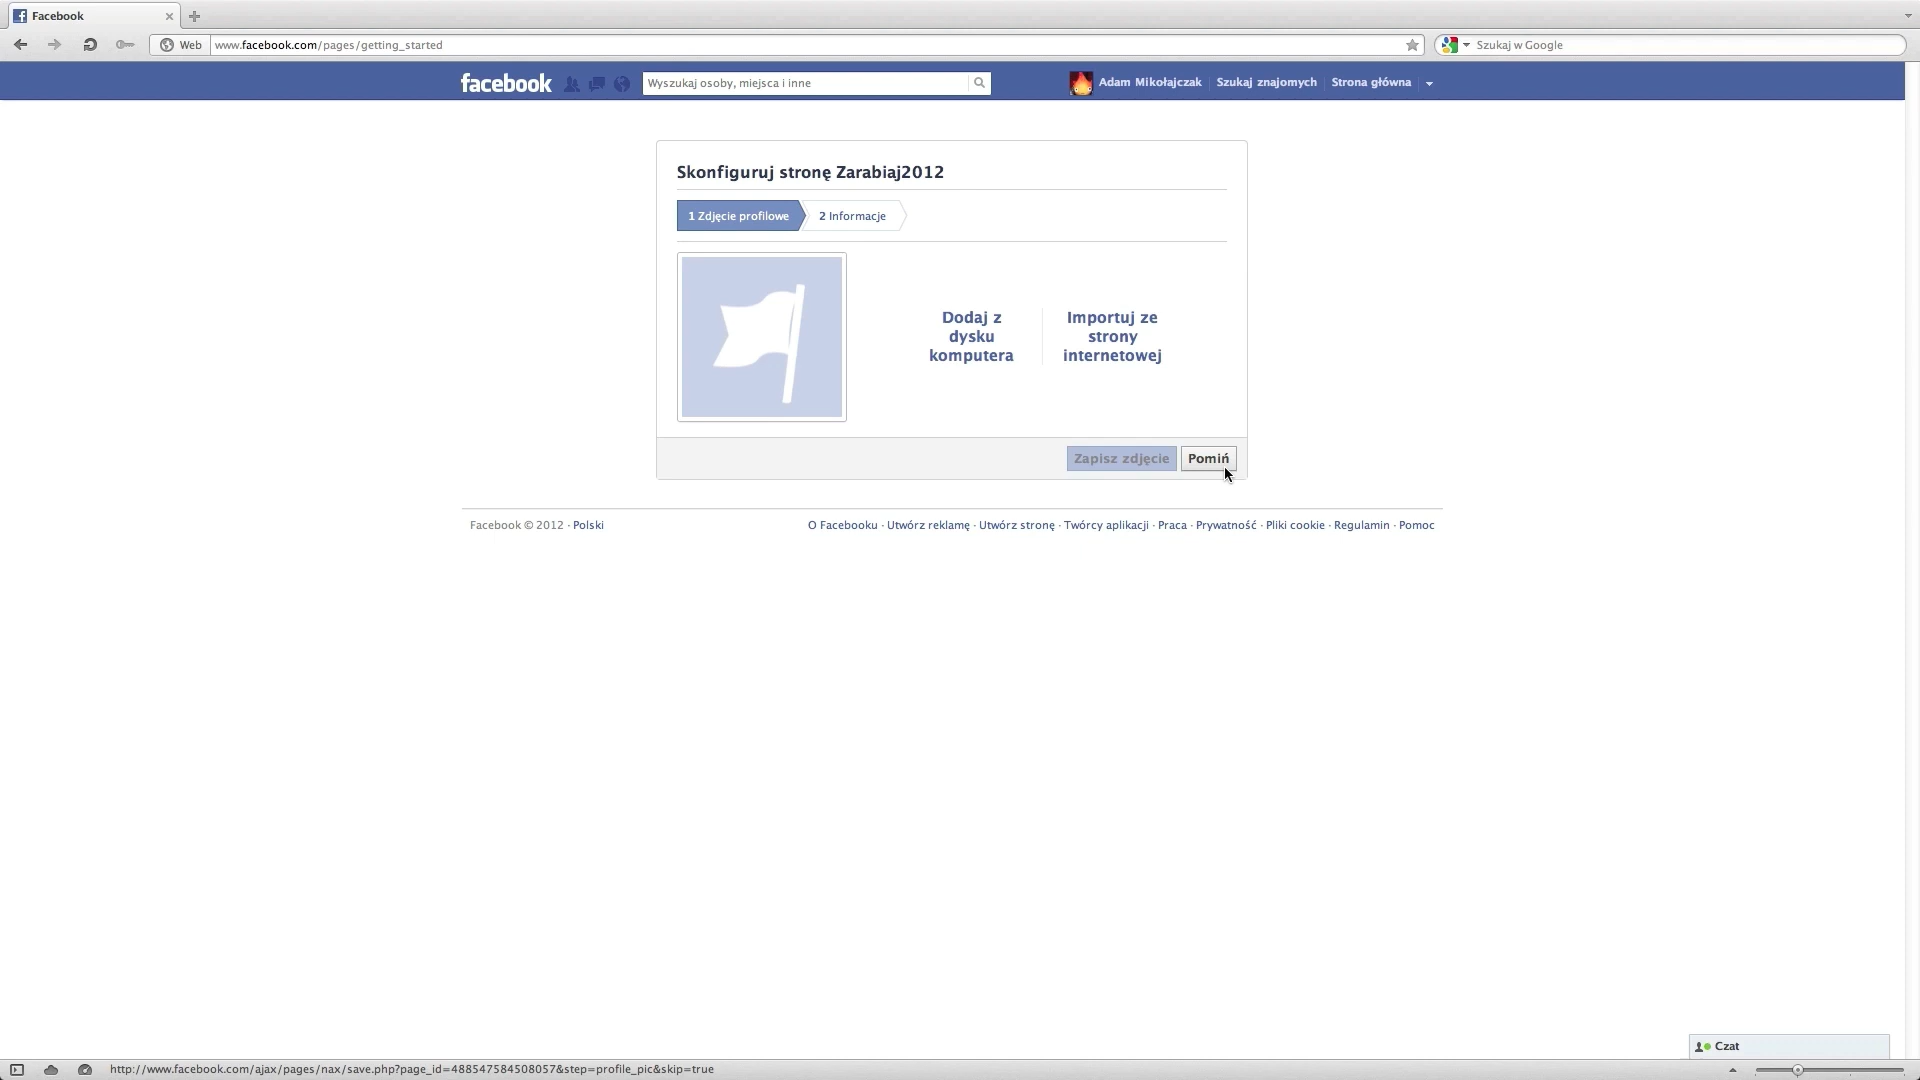 Facebook
Web
www.facebook.com/pages/getting_started
Szukaj w Google
facebook
Wyszukaj osoby, miejsca i inne
Adam Mikołajczak
Szukaj znajomych
Strona główna
Skonfiguruj stronę Zarabiaj2012
1 Zdjęcie profilowe
2 Informacje
Dodaj z
dysku
komputera
Importuj ze
strony
internetowej
Zapisz zdjęcie
Pomiń
Facebook © 2012 · Polski
O Facebooku · Utwórz reklamę · Utwórz stronę · Twórcy aplikacji · Praca · Prywatność · Pliki cookie · Regulamin · Pomoc
Czat
http://www.facebook.com/ajax/pages/nax/save.php?page_id=488547584508057&step=profile_pic&skip=true